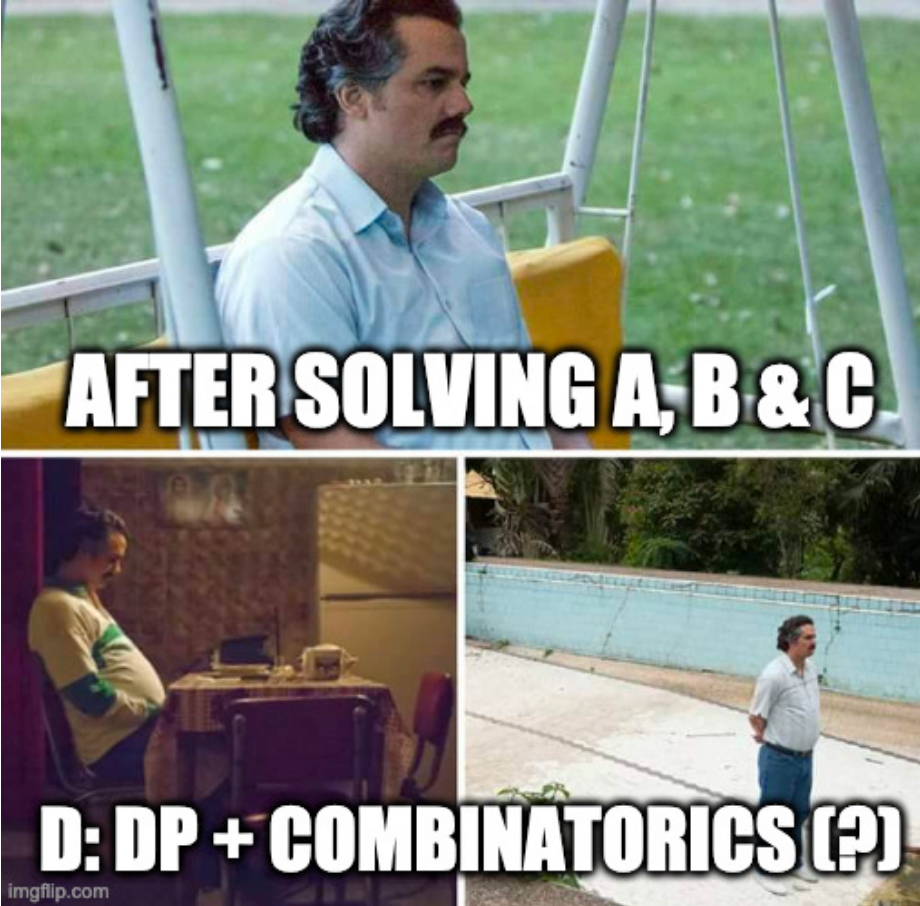 AFTER SOLVING A, B & C
D: DP + COMBINATORICS (?)
imgflip.com